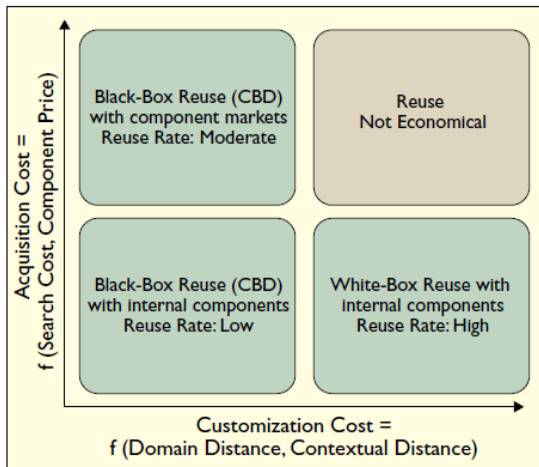 Acquisition Cost =
f (Search Cost, Component Price)
Black-Box Reuse (CBD)
with component markets
Reuse Rate: Moderate
Reuse
Not Economical
Black-Box Reuse (CBD)
with internal components
Reuse Rate: Low
White-Box Reuse with
internal components
Reuse Rate: High
Customization Cost =
f (Domain Distance, Contextual Distance)